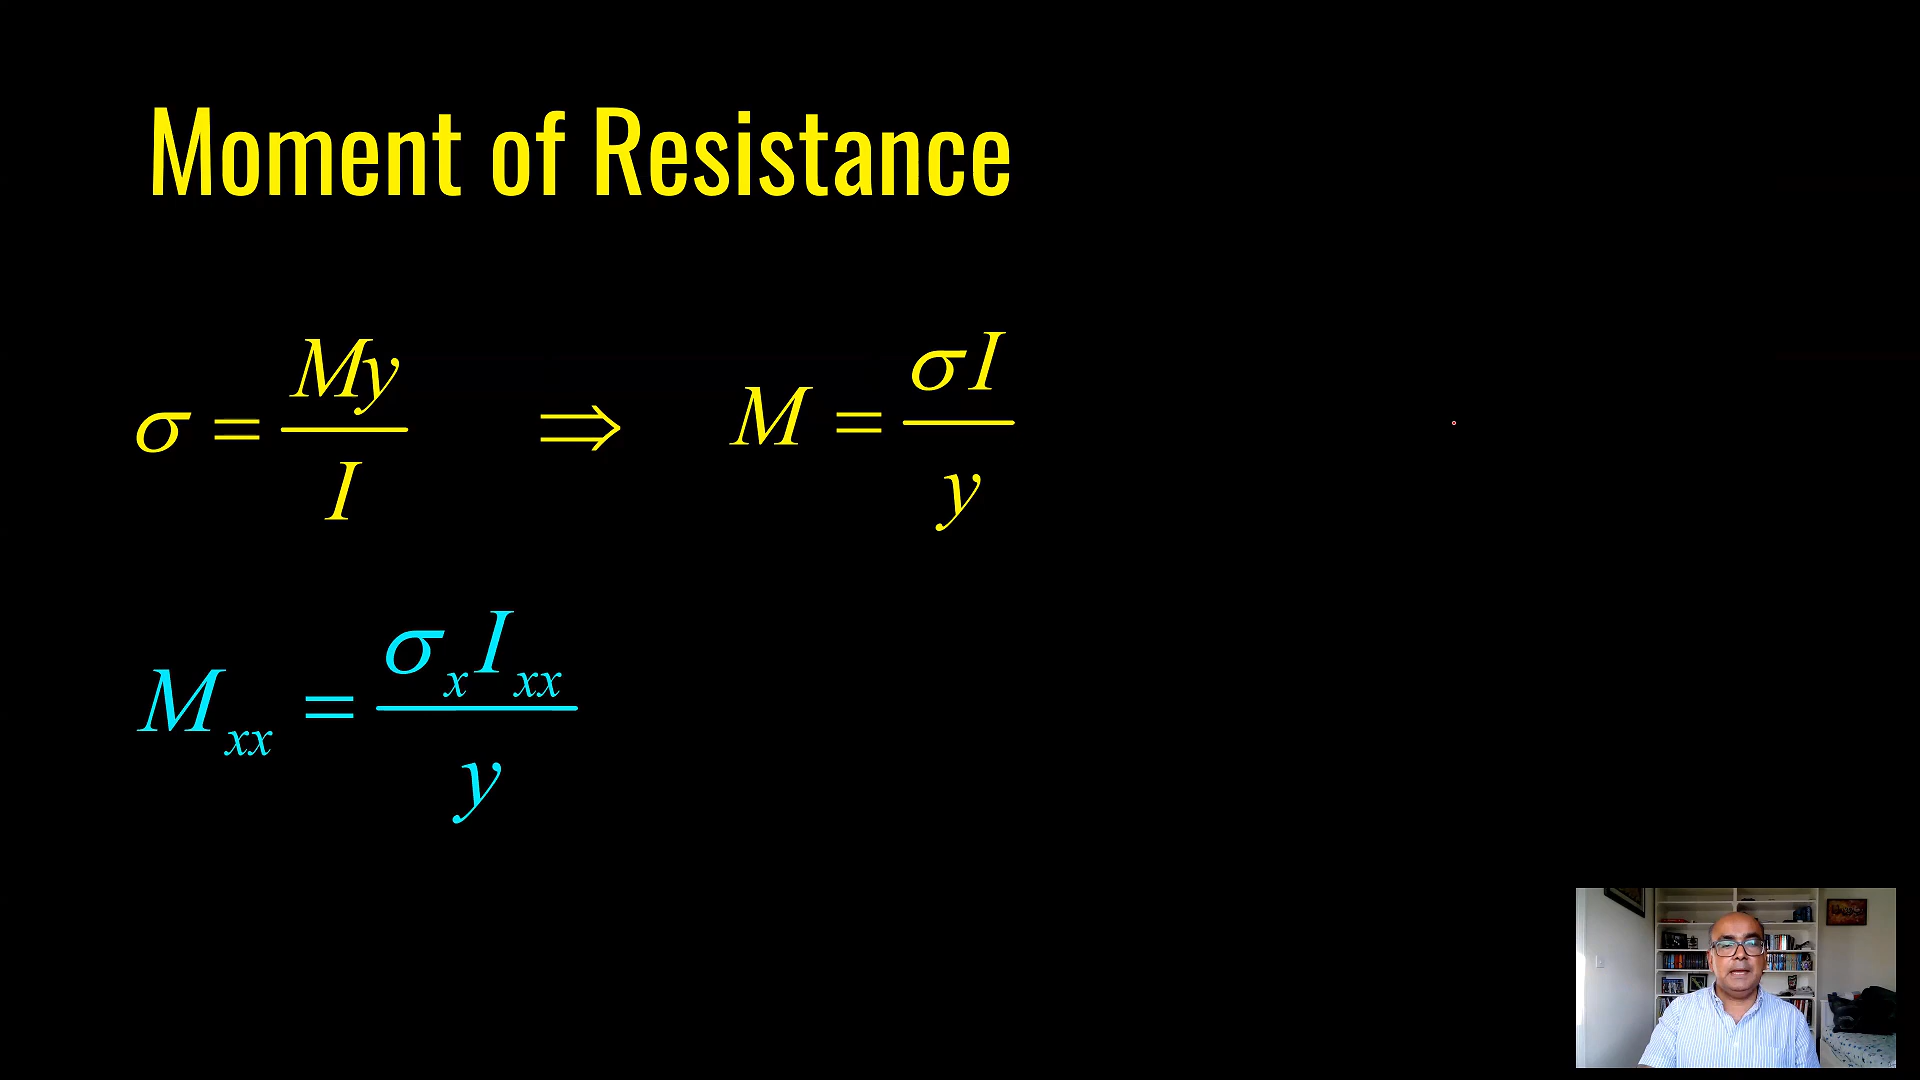 Moment of Resistance
σ = My / I ⇒ M = σI / y
M_xx = σ_x I_xx / y